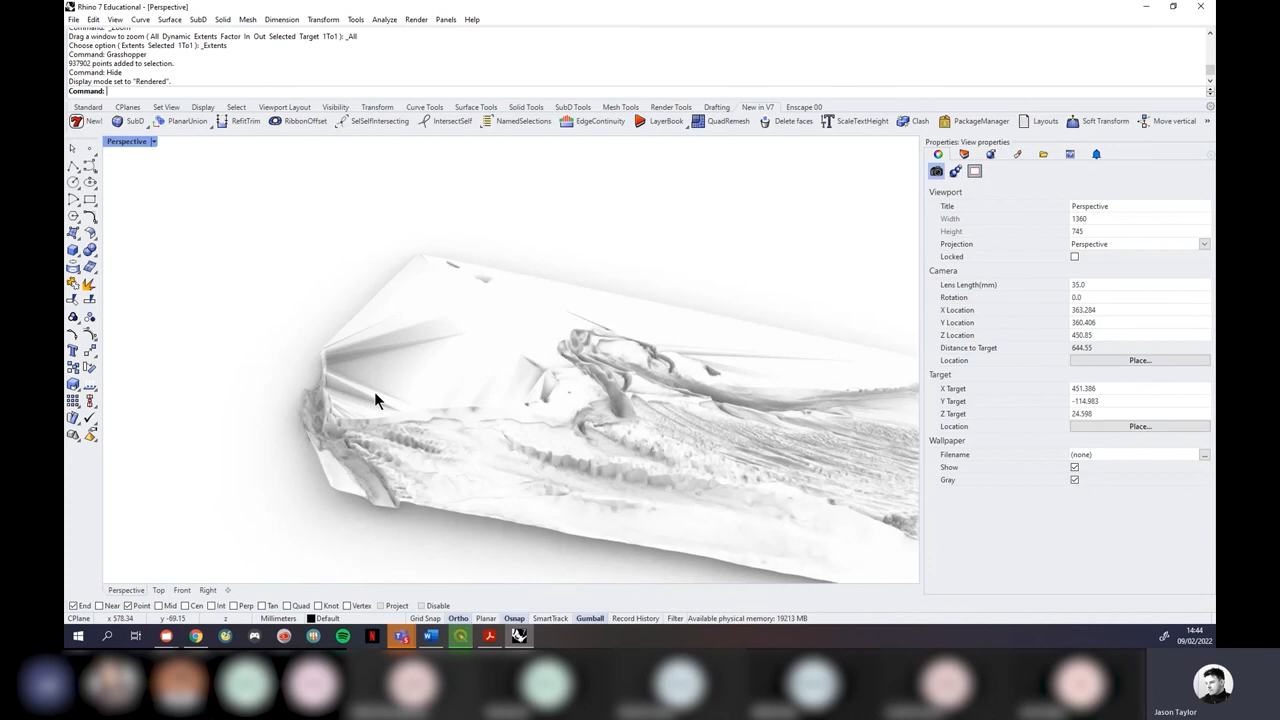 Rhino 7 Educational - [Perspective]
File Edit View Curve Surface SubD Solid Mesh Dimension Transform Tools Analyze Render Panels Help
Drag a window to zoom ( All Dynamic Extents Factor In Out Selected Target 1To1 ): _All
Choose option ( Extents Selected 1To1 ): _Extents
Command: Grasshopper
937902 points added to selection.
Command: Hide
Display mode set to "Rendered".
Command:
Standard CPlanes Set View Display Select Viewport Layout Visibility Transform Curve Tools Surface Tools Solid Tools SubD Tools Mesh Tools Render Tools Drafting New in V7 Enscape 00
New! SubD PlanarUnion RefitTrim RibbonOffset SelSelfIntersecting IntersectSelf NamedSelections EdgeContinuity LayerBook QuadRemesh Delete faces ScaleTextHeight Clash PackageManager Layouts Soft Transform Move vertical »
Perspective
Properties: View properties
Viewport
Title Perspective
Width 1360
Height 745
Projection Perspective
Locked
Camera
Lens Length(mm) 35.0
Rotation 0.0
X Location 363.284
Y Location 360.406
Z Location 450.85
Distance to Target 644.55
Location Place...
Target
X Target 451.386
Y Target -114.983
Z Target 24.598
Location Place...
Wallpaper
Filename (none) ...
Show
Gray
Perspective Top Front Right
End Near Point Mid Cen Int Perp Tan Quad Knot Vertex Project Disable
CPlane x 578.34 y -69.15 z Millimeters Default Grid Snap Ortho Planar Osnap SmartTrack Gumball Record History Filter Available physical memory: 19213 MB
14:44
09/02/2022
Jason Taylor